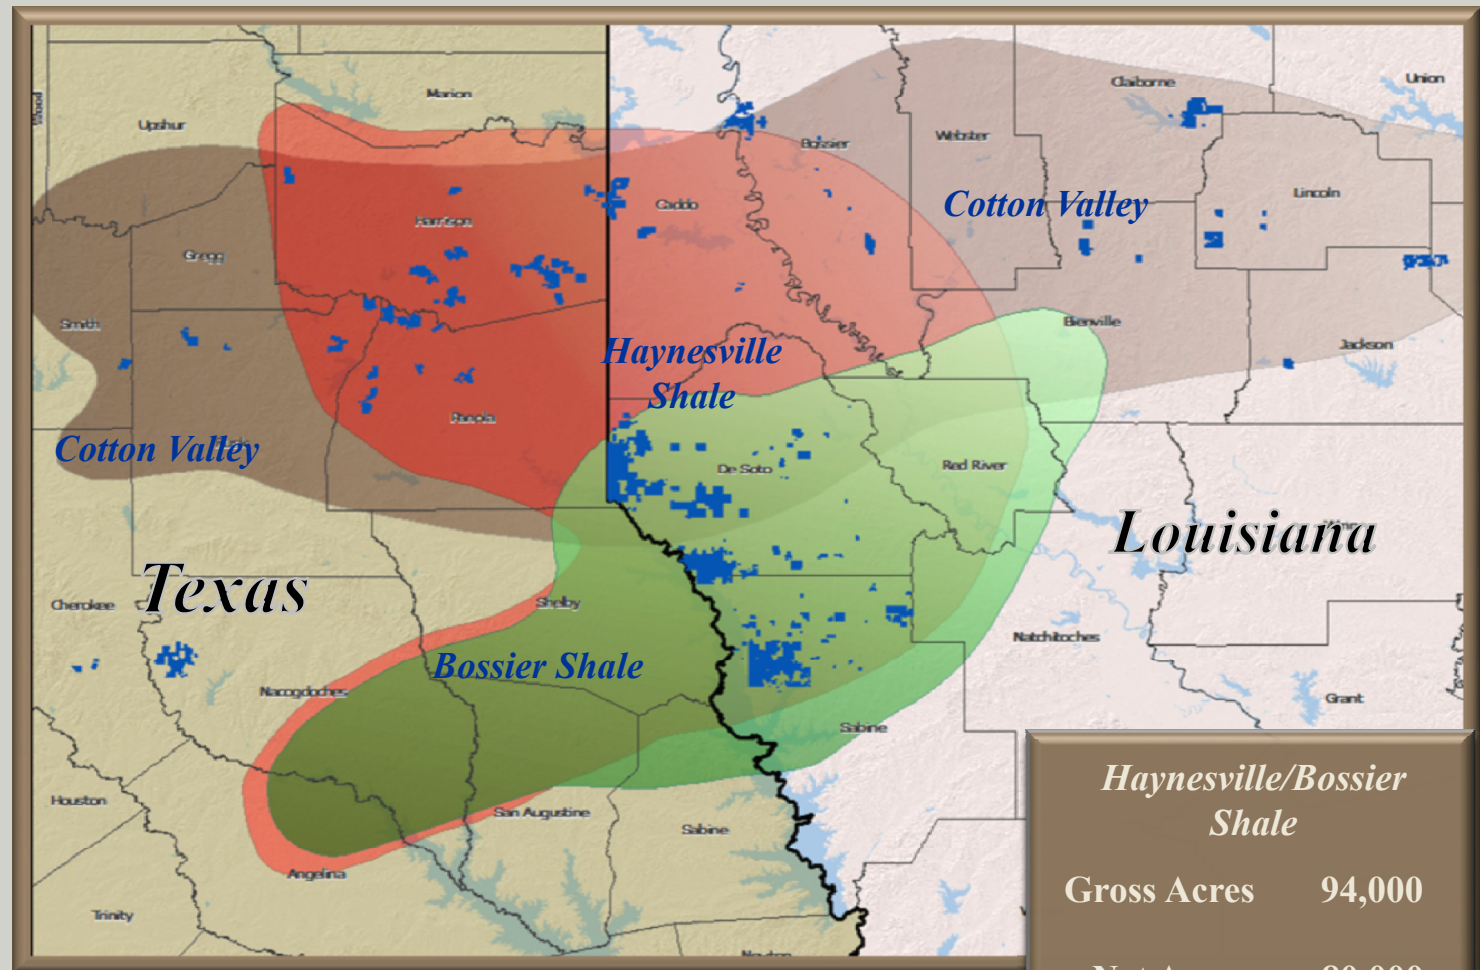 Wood
Marion
Upshur
Claiborne
Union
Bossier
Webster
Lincoln
Cotton Valley
Caddo
Harrison
Gregg
Smith
Bienville
Jackson
Haynesville
Shale
Panola
Cotton Valley
De Soto
Red River
Louisiana
Texas
Cherokee
Shelby
Natchitoches
Bossier Shale
Nacogdoches
Grant
Sabine
Houston
San Augustine
Sabine
Angelina
Trinity
Haynesville/Bossier
Shale
Gross Acres 94,000